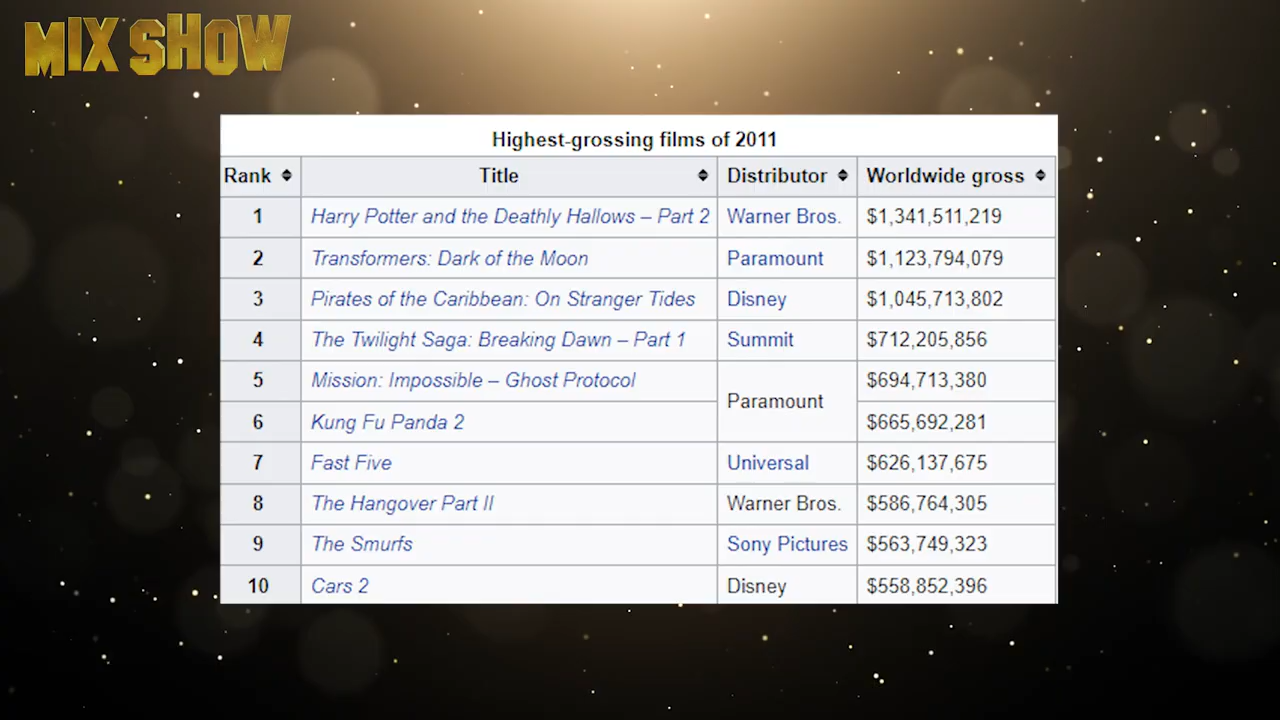 MIX SHOW
Highest-grossing films of 2011
Rank Title Distributor Worldwide gross
1 Harry Potter and the Deathly Hallows – Part 2 Warner Bros. $1,341,511,219
2 Transformers: Dark of the Moon Paramount $1,123,794,079
3 Pirates of the Caribbean: On Stranger Tides Disney $1,045,713,802
4 The Twilight Saga: Breaking Dawn – Part 1 Summit $712,205,856
5 Mission: Impossible – Ghost Protocol $694,713,380
Paramount
6 Kung Fu Panda 2 $665,692,281
7 Fast Five Universal $626,137,675
8 The Hangover Part II Warner Bros. $586,764,305
9 The Smurfs Sony Pictures $563,749,323
10 Cars 2 Disney $558,852,396